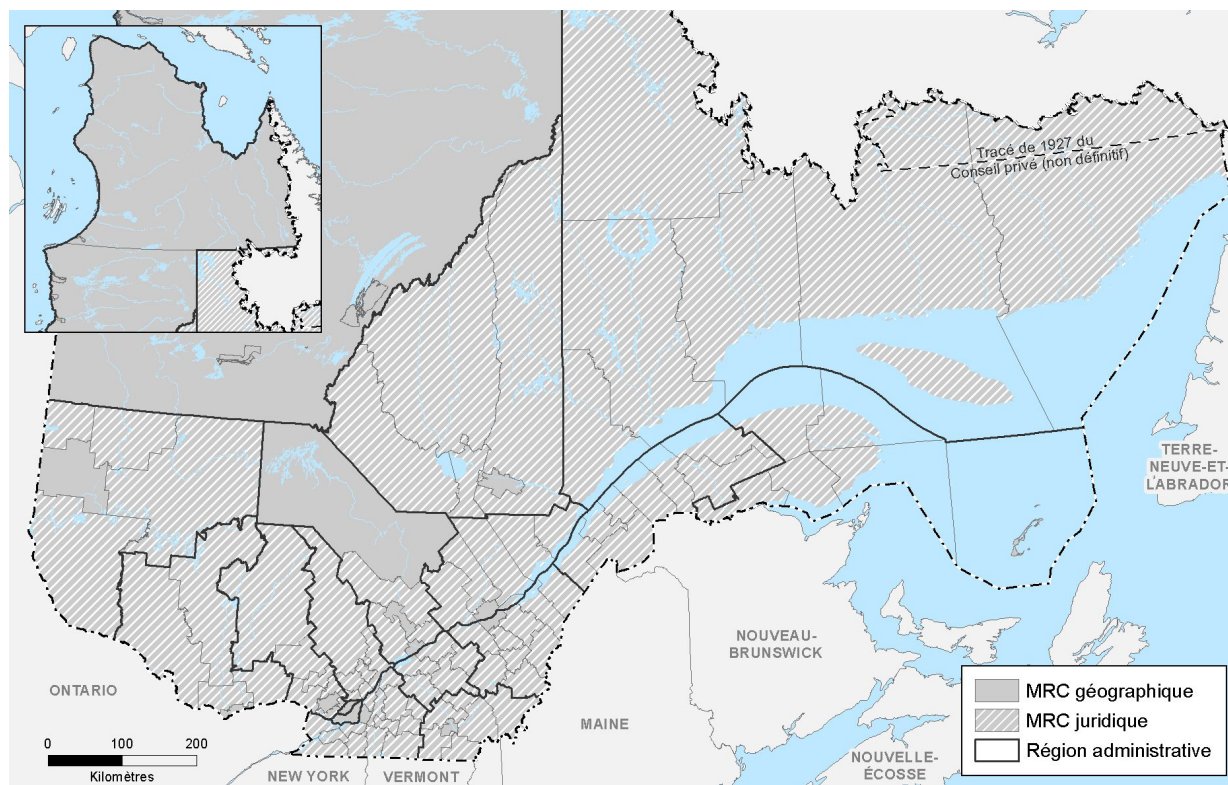 Tracé de 1927 du
Conseil privé (non définitif)
TERRE-
NEUVE-ET-
LABRADOR
NOUVEAU-
BRUNSWICK
ONTARIO
MAINE
NEW YORK
VERMONT
NOUVELLE-
ÉCOSSE
0 100 200
Kilomètres
MRC géographique
MRC juridique
Région administrative